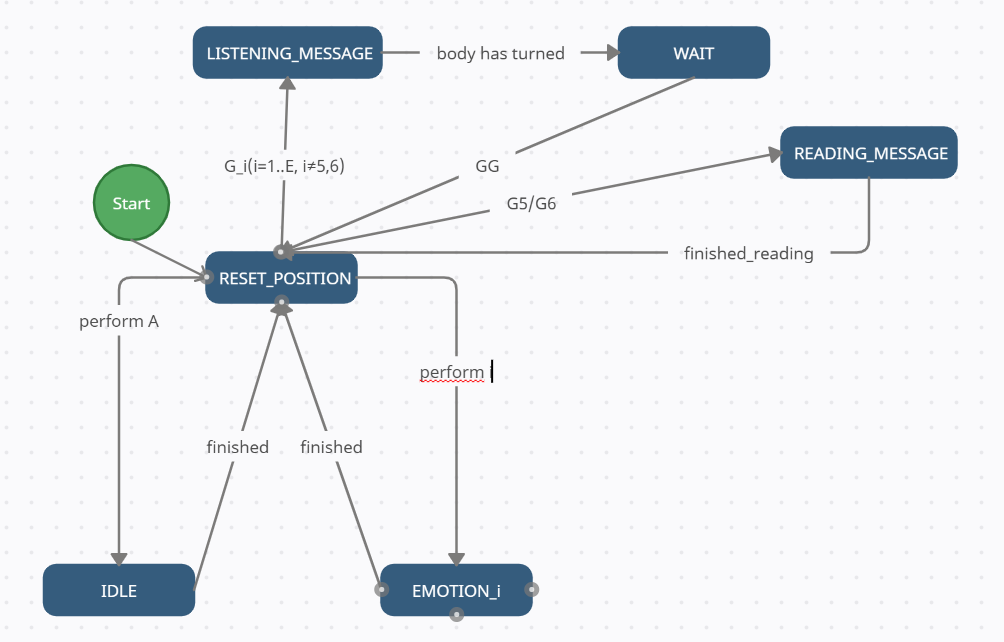 LISTENING_MESSAGE
body has turned
WAIT
READING_MESSAGE
G_i(i=1..E, i≠5,6)
GG
G5/G6
Start
finished_reading
RESET_POSITION
perform A
perform i
finished
finished
IDLE
EMOTION_i